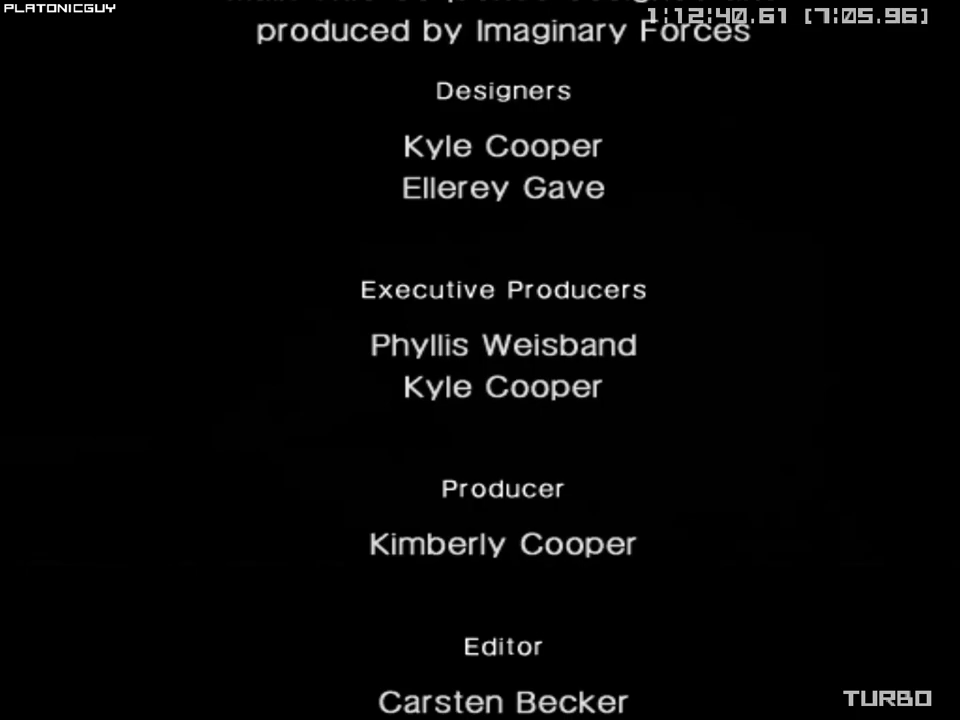 PLATONICGUY
1:12:40.61 [7:05.96]
produced by Imaginary Forces
Designers
Kyle Cooper
Ellerey Gave
Executive Producers
Phyllis Weisband
Kyle Cooper
Producer
Kimberly Cooper
Editor
Carsten Becker
TURBO